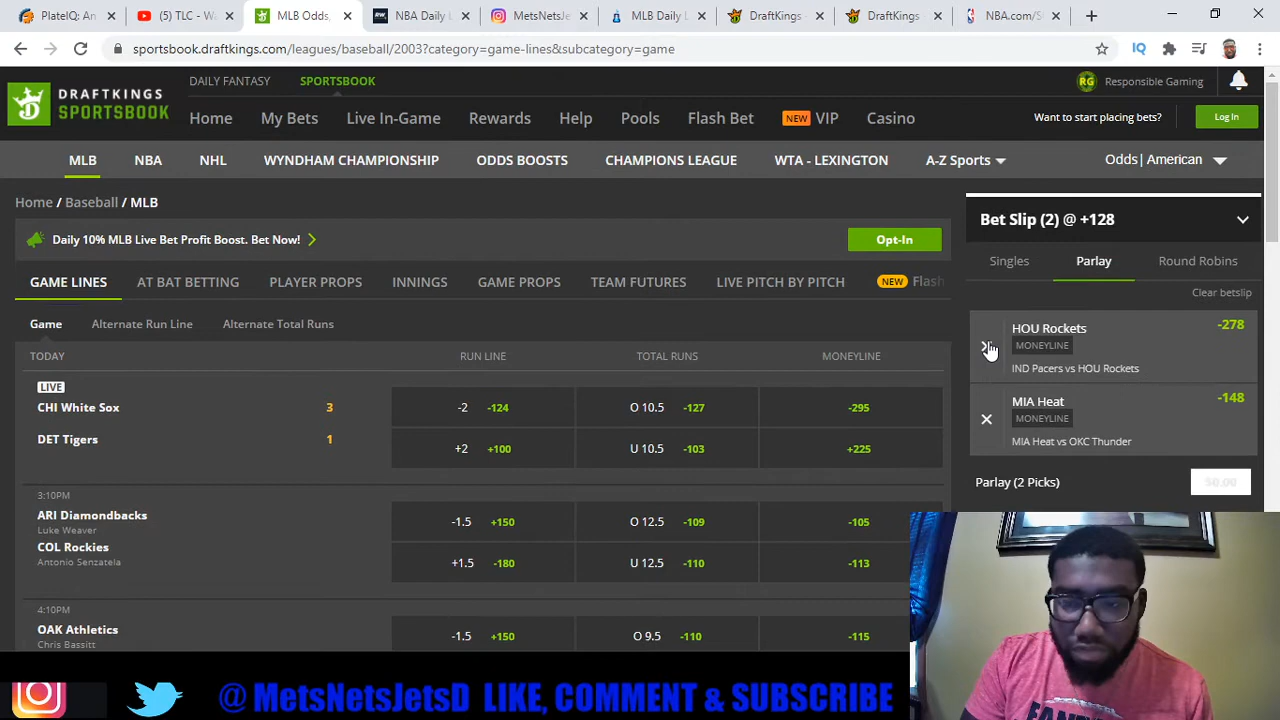 PlateIQ: An
TLC - W
MLB Odds,
NBA Daily L
MetsNetsJe
MLB Daily L
DraftKings
DraftKings
NBA.com/S
sportsbook.draftkings.com/leagues/baseball/2003?category=game-lines&subcategory=game
IQ
DRAFTKINGS
SPORTSBOOK
DAILY FANTASY SPORTSBOOK
RG Responsible Gaming
Home My Bets Live In-Game Rewards Help Pools Flash Bet NEW VIP Casino
Want to start placing bets? Log In
MLB NBA NHL WYNDHAM CHAMPIONSHIP ODDS BOOSTS CHAMPIONS LEAGUE WTA - LEXINGTON A-Z Sports Odds | American
Home / Baseball / MLB
Daily 10% MLB Live Bet Profit Boost. Bet Now! Opt-In
GAME LINES AT BAT BETTING PLAYER PROPS INNINGS GAME PROPS TEAM FUTURES LIVE PITCH BY PITCH NEW Flash
Game Alternate Run Line Alternate Total Runs
TODAY RUN LINE TOTAL RUNS MONEYLINE
LIVE
CHI White Sox 3 -2 -124 O 10.5 -127 -295
DET Tigers 1 +2 +100 U 10.5 -103 +225
3:10PM
ARI Diamondbacks -1.5 +150 O 12.5 -109 -105
Luke Weaver
COL Rockies +1.5 -180 U 12.5 -110 -113
Antonio Senzatela
4:10PM
OAK Athletics -1.5 +150 O 9.5 -110 -115
Chris Bassitt
Bet Slip (2) @ +128
Singles Parlay Round Robins
Clear betslip
HOU Rockets -278
MONEYLINE
IND Pacers vs HOU Rockets
MIA Heat -148
MONEYLINE
MIA Heat vs OKC Thunder
Parlay (2 Picks) $0.00
@ MetsNetsJetsD LIKE, COMMENT & SUBSCRIBE